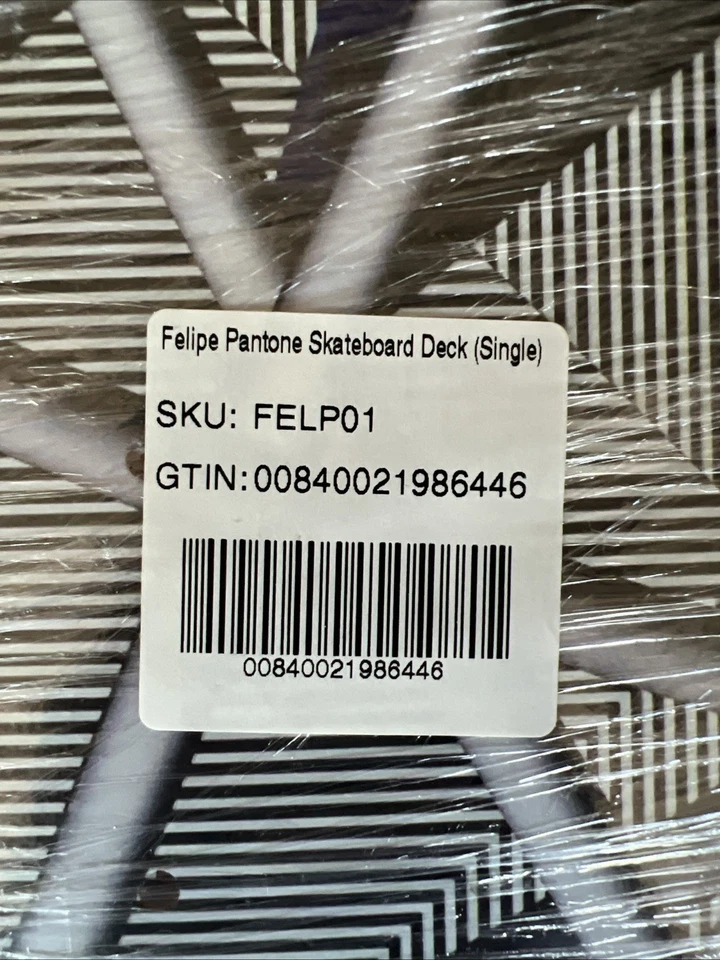 Felipe Pantone Skateboard Deck (Single)
SKU: FELP01
GTIN:00840021986446
00840021986446